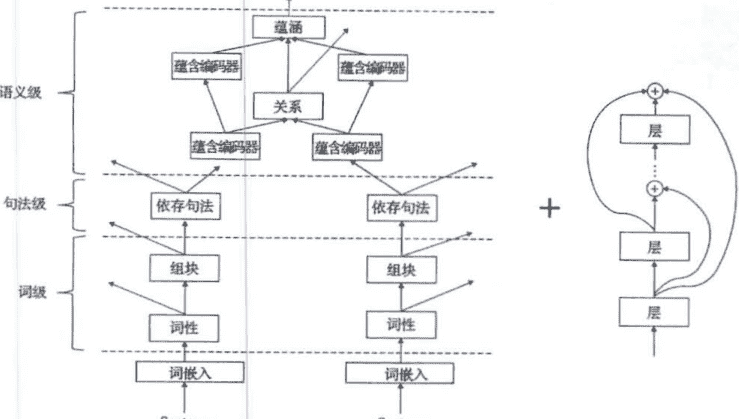 蕴涵
蕴含编码器 蕴含编码器
语义级
关系
蕴含编码器 蕴含编码器
句法级
依存句法 依存句法
+
组块 组块
词级
词性 词性
词嵌入 词嵌入
层
层
层